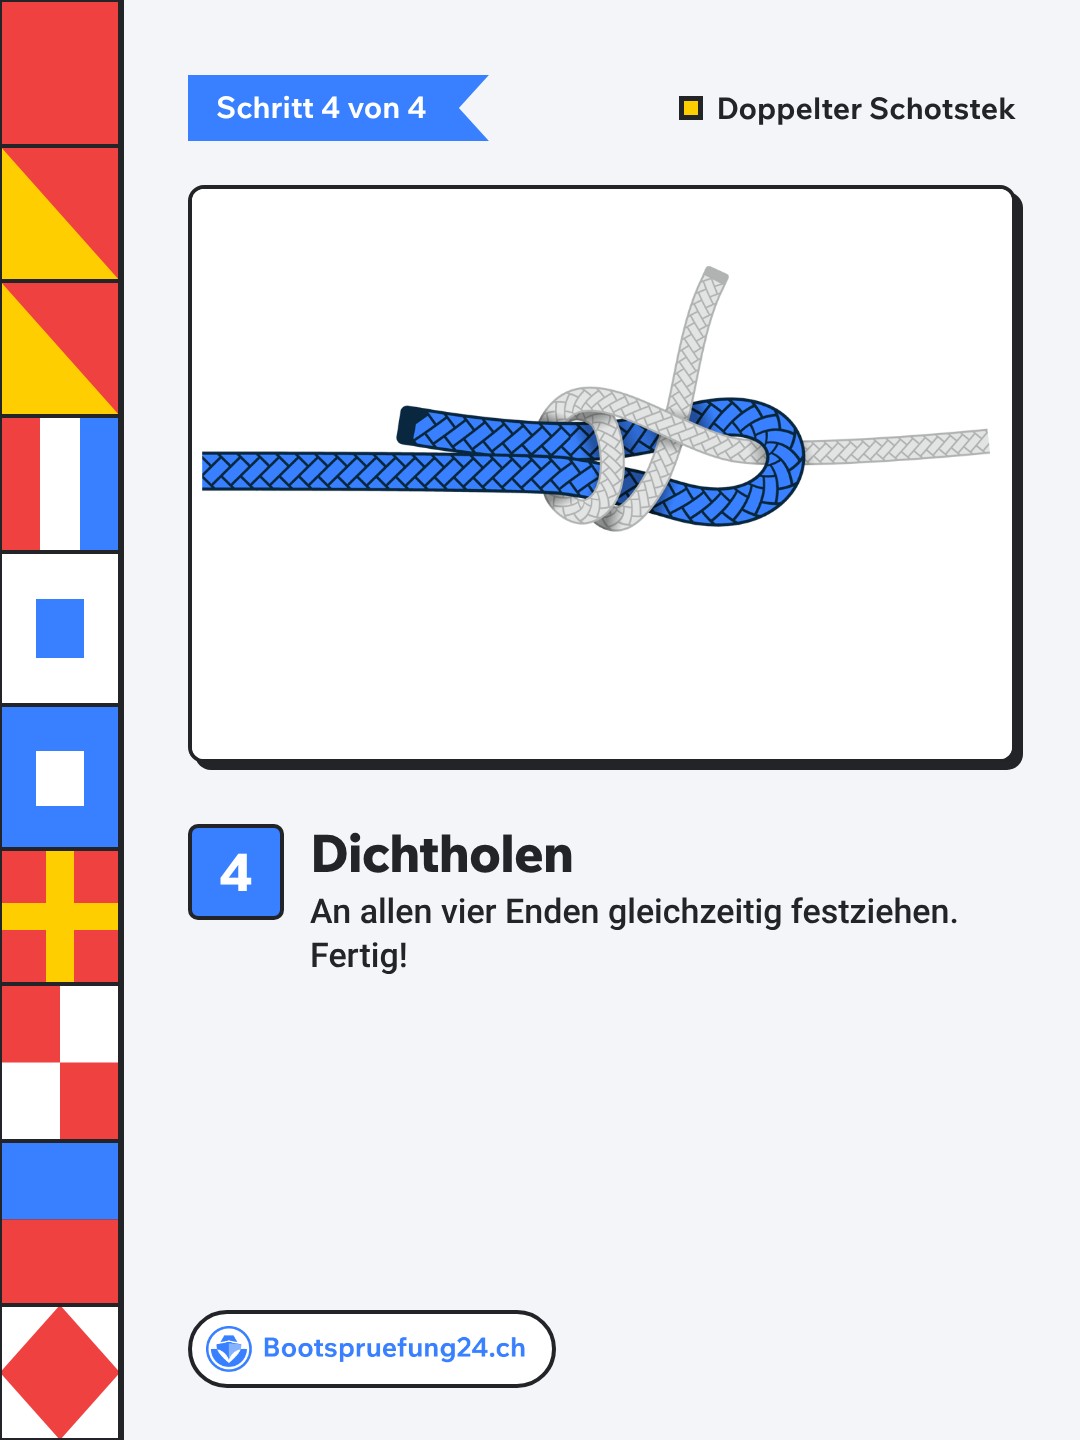 Schritt 4 von 4
Doppelter Schotstek
4
Dichtholen
An allen vier Enden gleichzeitig festziehen.
Fertig!
Bootspruefung24.ch